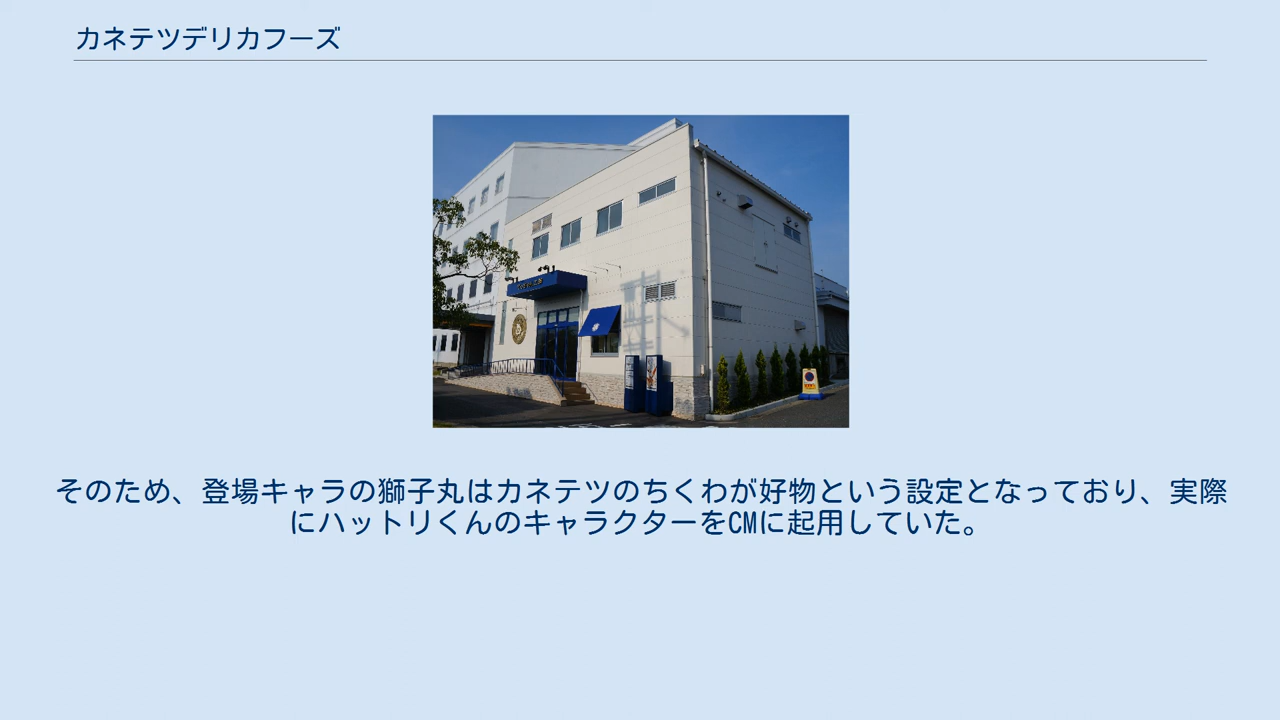 カネテツデリカフーズ
そのため、登場キャラの獅子丸はカネテツのちくわが好物という設定となっており、実際
にハットリくんのキャラクターをCMに起用していた。